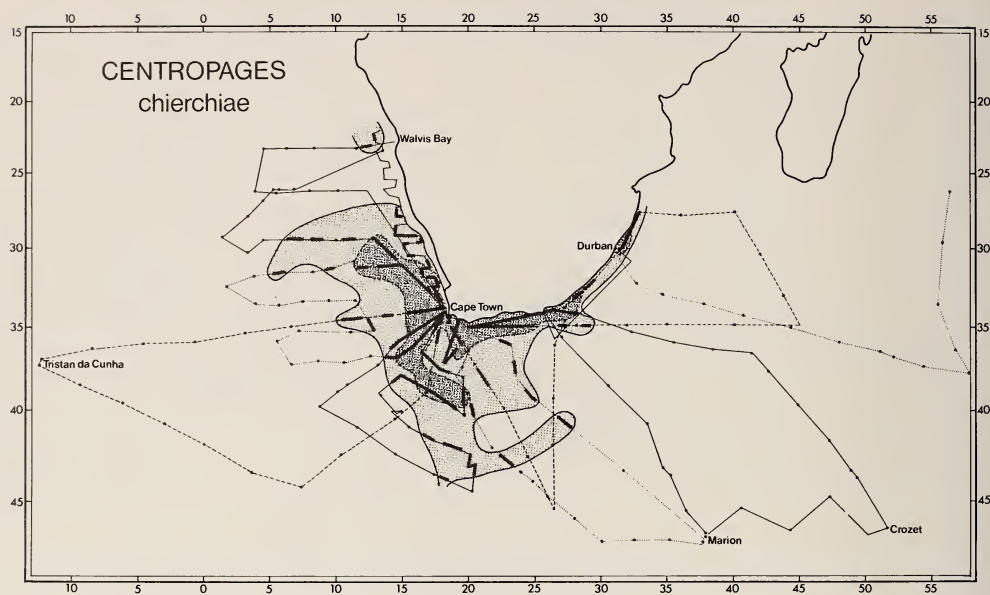 10 5 0 5 10 15 20 25 30 35 40 45 50 55
15 15
CENTROPAGES
chierchiae
20 20
Walvis Bay
25 25
Durban
30 30
Cape Town
35 35
Tristan da Cunha
40 40
45 45
Crozet
Marion
10 5 0 5 10 15 20 25 30 35 40 45 50 55